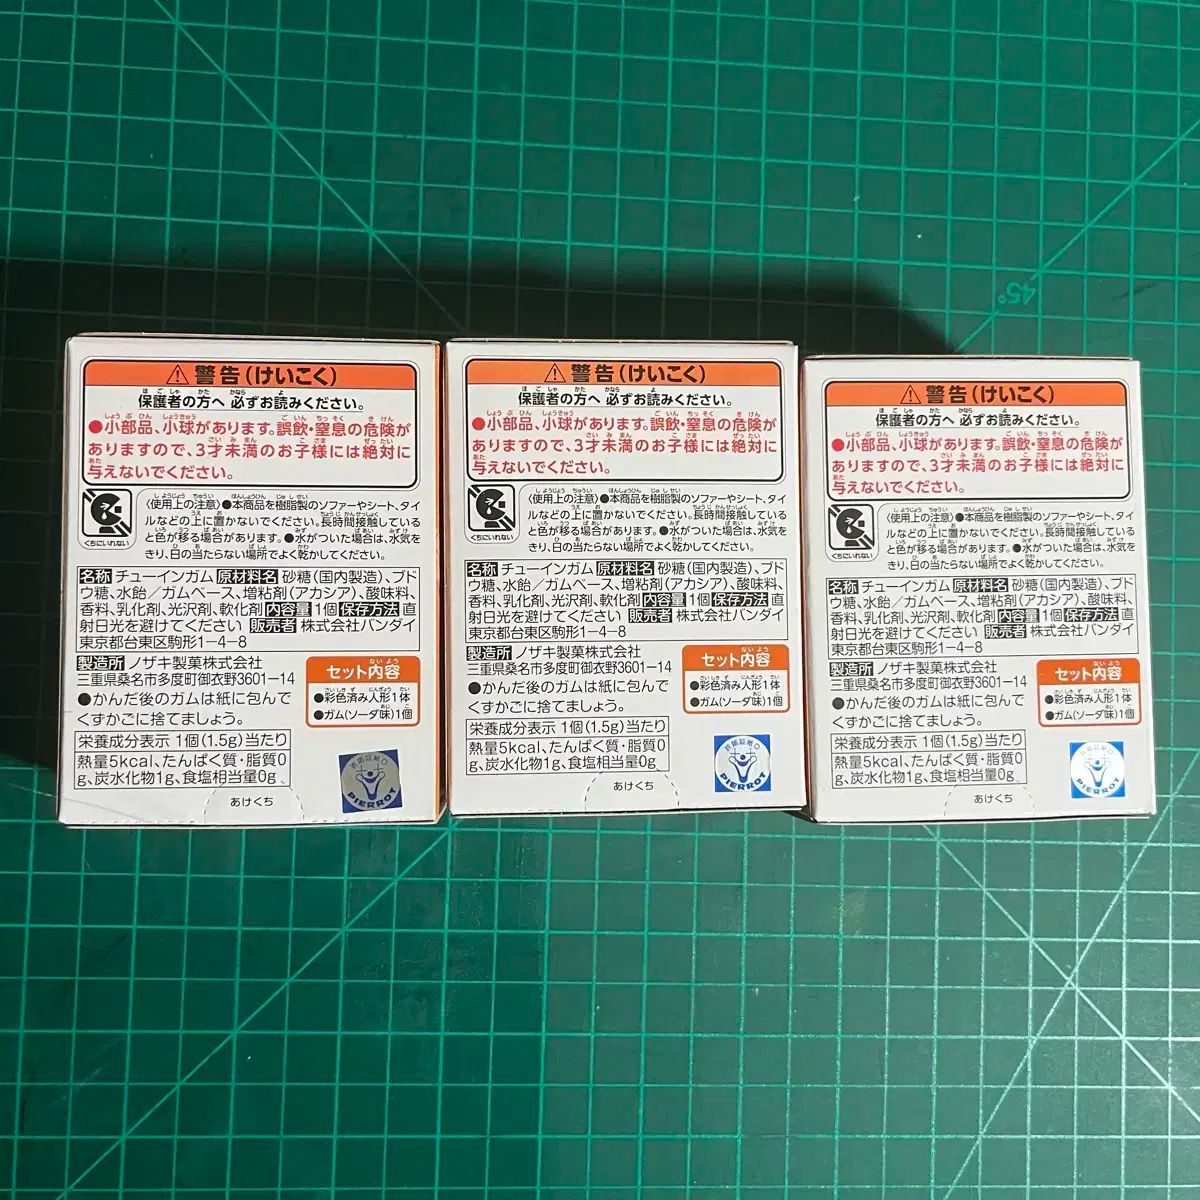 警告(けいこく)
保護者の方へ 必ずお読みください。
●小部品、小球があります。誤飲・窒息の危険が
ありますので、3才未満のお子様には絶対に
与えないでください。
くちにいれない
〈使用上の注意〉●本商品を樹脂製のソファーやシート、タイ
ルなどの上に置かないでください。長時間接触している
と色が移る場合があります。●水がついた場合は、水気を
きり、日の当たらない場所でよく乾かしてください。
名称 チューインガム 原材料名 砂糖(国内製造)、ブド
ウ糖、水飴/ガムベース、増粘剤(アカシア)、酸味料、
香料、乳化剤、光沢剤、軟化剤 内容量 1個 保存方法 直
射日光を避けてください 販売者 株式会社バンダイ
東京都台東区駒形1-4-8
製造所 ノザキ製菓株式会社
三重県桑名市多度町御衣野3601-14
●かんだ後のガムは紙に包んで
くずかごに捨てましょう。
セット内容
●彩色済み人形1体
●ガム(ソーダ味)1個
栄養成分表示 1個(1.5g)当たり
熱量5kcal、たんぱく質・脂質0
g、炭水化物1g、食塩相当量0g
PIERROT
あけくち
警告(けいこく)
保護者の方へ 必ずお読みください。
●小部品、小球があります。誤飲・窒息の危険が
ありますので、3才未満のお子様には絶対に
与えないでください。
くちにいれない
〈使用上の注意〉●本商品を樹脂製のソファーやシート、タイ
ルなどの上に置かないでください。長時間接触している
と色が移る場合があります。●水がついた場合は、水気を
きり、日の当たらない場所でよく乾かしてください。
名称 チューインガム 原材料名 砂糖(国内製造)、ブド
ウ糖、水飴/ガムベース、増粘剤(アカシア)、酸味料、
香料、乳化剤、光沢剤、軟化剤 内容量 1個 保存方法 直
射日光を避けてください 販売者 株式会社バンダイ
東京都台東区駒形1-4-8
製造所 ノザキ製菓株式会社
三重県桑名市多度町御衣野3601-14
●かんだ後のガムは紙に包んで
くずかごに捨てましょう。
セット内容
●彩色済み人形1体
●ガム(ソーダ味)1個
栄養成分表示 1個(1.5g)当たり
熱量5kcal、たんぱく質・脂質0
g、炭水化物1g、食塩相当量0g
PIERROT
あけくち
警告(けいこく)
保護者の方へ 必ずお読みください。
●小部品、小球があります。誤飲・窒息の危険が
ありますので、3才未満のお子様には絶対に
与えないでください。
くちにいれない
〈使用上の注意〉●本商品を樹脂製のソファーやシート、タイ
ルなどの上に置かないでください。長時間接触している
と色が移る場合があります。●水がついた場合は、水気を
きり、日の当たらない場所でよく乾かしてください。
名称 チューインガム 原材料名 砂糖(国内製造)、ブド
ウ糖、水飴/ガムベース、増粘剤(アカシア)、酸味料、
香料、乳化剤、光沢剤、軟化剤 内容量 1個 保存方法 直
射日光を避けてください 販売者 株式会社バンダイ
東京都台東区駒形1-4-8
製造所 ノザキ製菓株式会社
三重県桑名市多度町御衣野3601-14
●かんだ後のガムは紙に包んで
くずかごに捨てましょう。
セット内容
●彩色済み人形1体
●ガム(ソーダ味)1個
栄養成分表示 1個(1.5g)当たり
熱量5kcal、たんぱく質・脂質0
g、炭水化物1g、食塩相当量0g
PIERROT
あけくち
45°